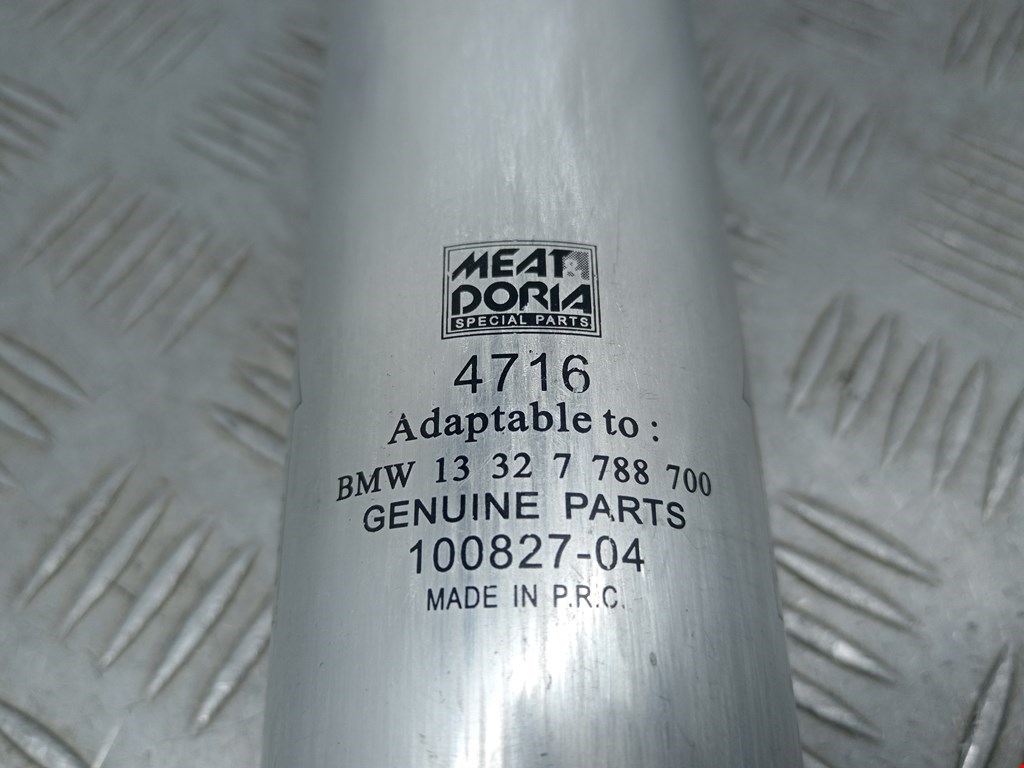 MEAT &
DORIA
SPECIAL PARTS
4716
Adaptable to :
BMW 13 32 7 788 700
GENUINE PARTS
100827-04
MADE IN P.R.C.